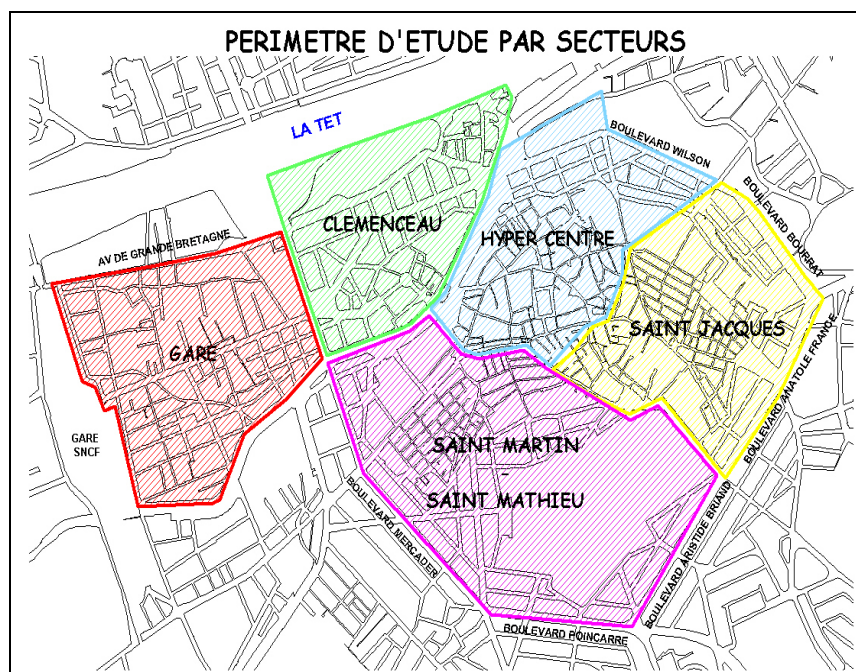 PERIMETRE D'ETUDE PAR SECTEURS
LA TET
BOULEVARD WILSON
BOULEVARD BOURRAT
CLEMENCEAU
HYPER CENTRE
AV DE GRANDE BRETAGNE
SAINT JACQUES
GARE
BOULEVARD ANATOLE FRANCE
GARE
SNCF
SAINT MARTIN
SAINT MATHIEU
BOULEVARD MERCADER
BOULEVARD ARISTIDE BRIAND
BOULEVARD POINCARRE